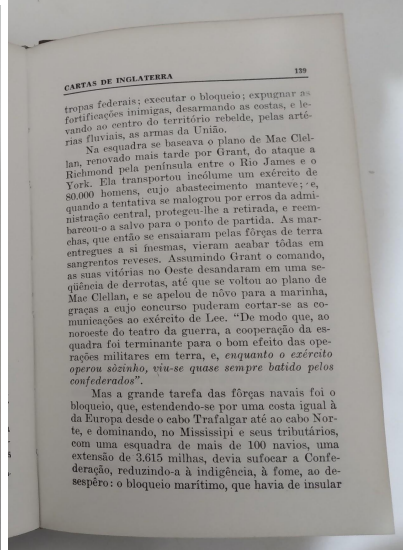 CARTAS DE INGLATERRA 139
tropas federais; executar o bloqueio; expugnar as
fortificações inimigas, desarmando as costas, e le-
vando ao centro do território rebelde, pelas arté-
rias fluviais, as armas da União.
Na esquadra se baseava o plano de Mac Clel-
lan, renovado mais tarde por Grant, do ataque a
Richmond pela península entre o Rio James e o
York. Ela transportou incólume um exército de
80.000 homens, cujo abastecimento manteve; e,
quando a tentativa se malogrou por erros da admi-
nistração central, protegeu-lhe a retirada, e reem-
barcou-o a salvo para o ponto de partida. As mar-
chas, que então se ensaiaram pelas fôrças de terra
entregues a si mesmas, vieram acabar tôdas em
sangrentos reveses. Assumindo Grant o comando,
as suas vitórias no Oeste desandaram em uma se-
qüência de derrotas, até que se voltou ao plano de
Mac Clellan, e se apelou de nôvo para a marinha,
graças a cujo concurso puderam cortar-se as co-
municações ao exército de Lee. "De modo que, ao
noroeste do teatro da guerra, a cooperação da es-
quadra foi terminante para o bom efeito das ope-
rações militares em terra, e, enquanto o exército
operou sòzinho, viu-se quase sempre batido pelos
confederados".
Mas a grande tarefa das fôrças navais foi o
bloqueio, que, estendendo-se por uma costa igual à
da Europa desde o cabo Trafalgar até ao cabo Nor-
te, e dominando, no Mississipi e seus tributários,
com uma esquadra de mais de 100 navios, uma
extensão de 3.615 milhas, devia sufocar a Confe-
deração, reduzindo-a à indigência, à fome, ao de-
sespêro: o bloqueio marítimo, que havia de insular